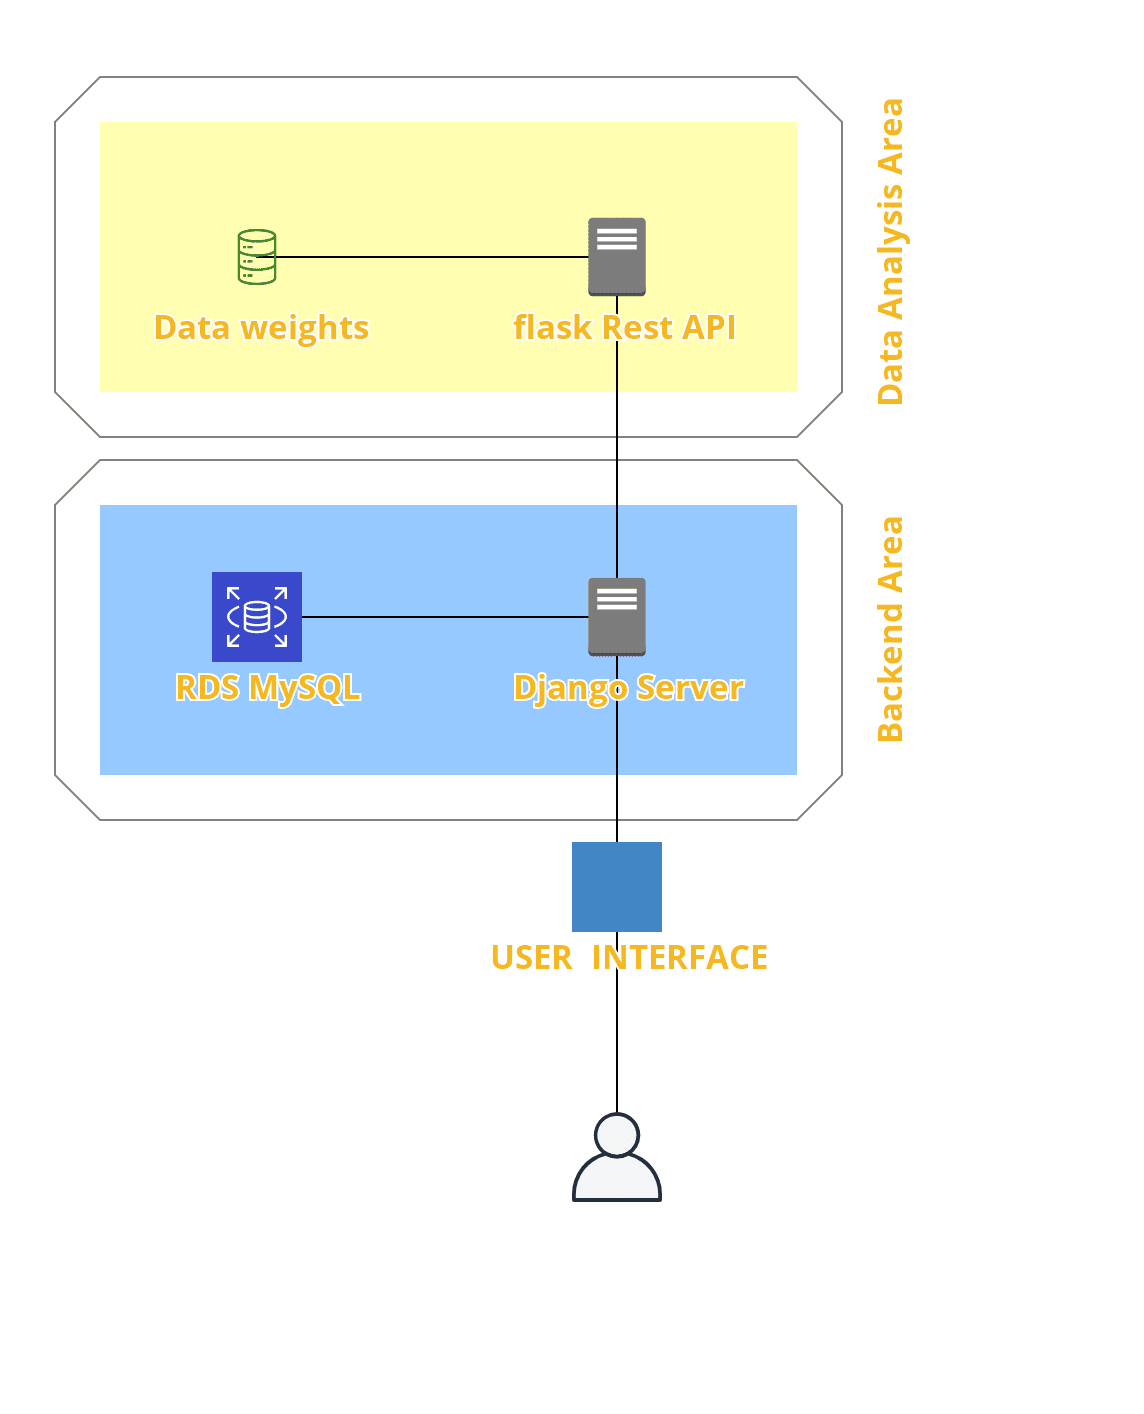 Data Analysis Area
Data weights
flask Rest API
Backend Area
RDS MySQL
Django Server
USER  INTERFACE